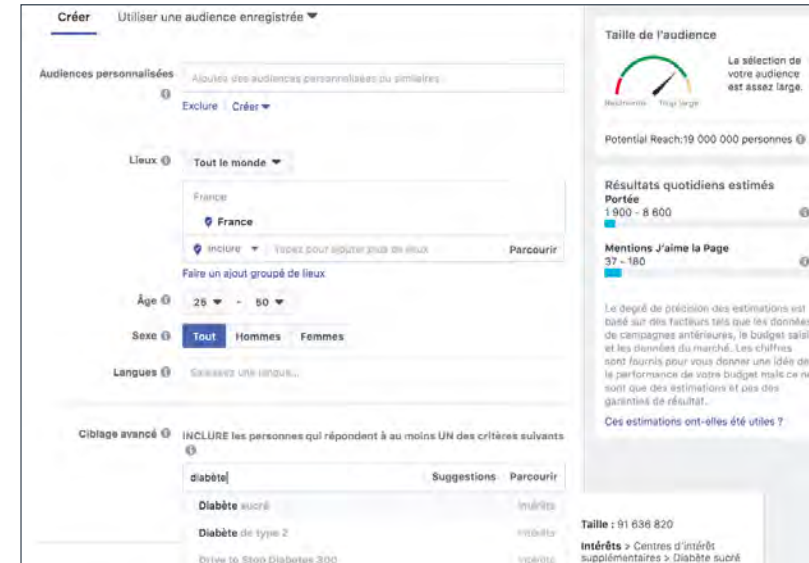 Créer Utiliser une audience enregistrée
Audiences personnalisées Ajoutez des audiences personnalisées ou similaires
Exclure Créer
Lieux Tout le monde
France
France
Inclure Tapez pour ajouter plus de lieux Parcourir
Faire un ajout groupé de lieux
Âge 25 - 50
Sexe Tout Hommes Femmes
Langues Saisissez une langue...
Ciblage avancé INCLURE les personnes qui répondent à au moins UN des critères suivants
diabète Suggestions Parcourir
Diabète sucré Intérêts
Diabète de type 2 Intérêts
Drive to Stop Diabetes 300 Intérêts
Taille de l'audience
La sélection de
votre audience
est assez large.
Restreinte Trop large
Potential Reach:19 000 000 personnes
Résultats quotidiens estimés
Portée
1 900 - 8 600
Mentions J'aime la Page
37 - 180
Le degré de précision des estimations est
basé sur des facteurs tels que les données
de campagnes antérieures, le budget saisi
et les données du marché. Les chiffres
sont fournis pour vous donner une idée de
la performance de votre budget mais ce ne
sont que des estimations et pas des
garanties de résultat.
Ces estimations ont-elles été utiles ?
Taille : 91 636 820
Intérêts > Centres d'intérêt
supplémentaires > Diabète sucré